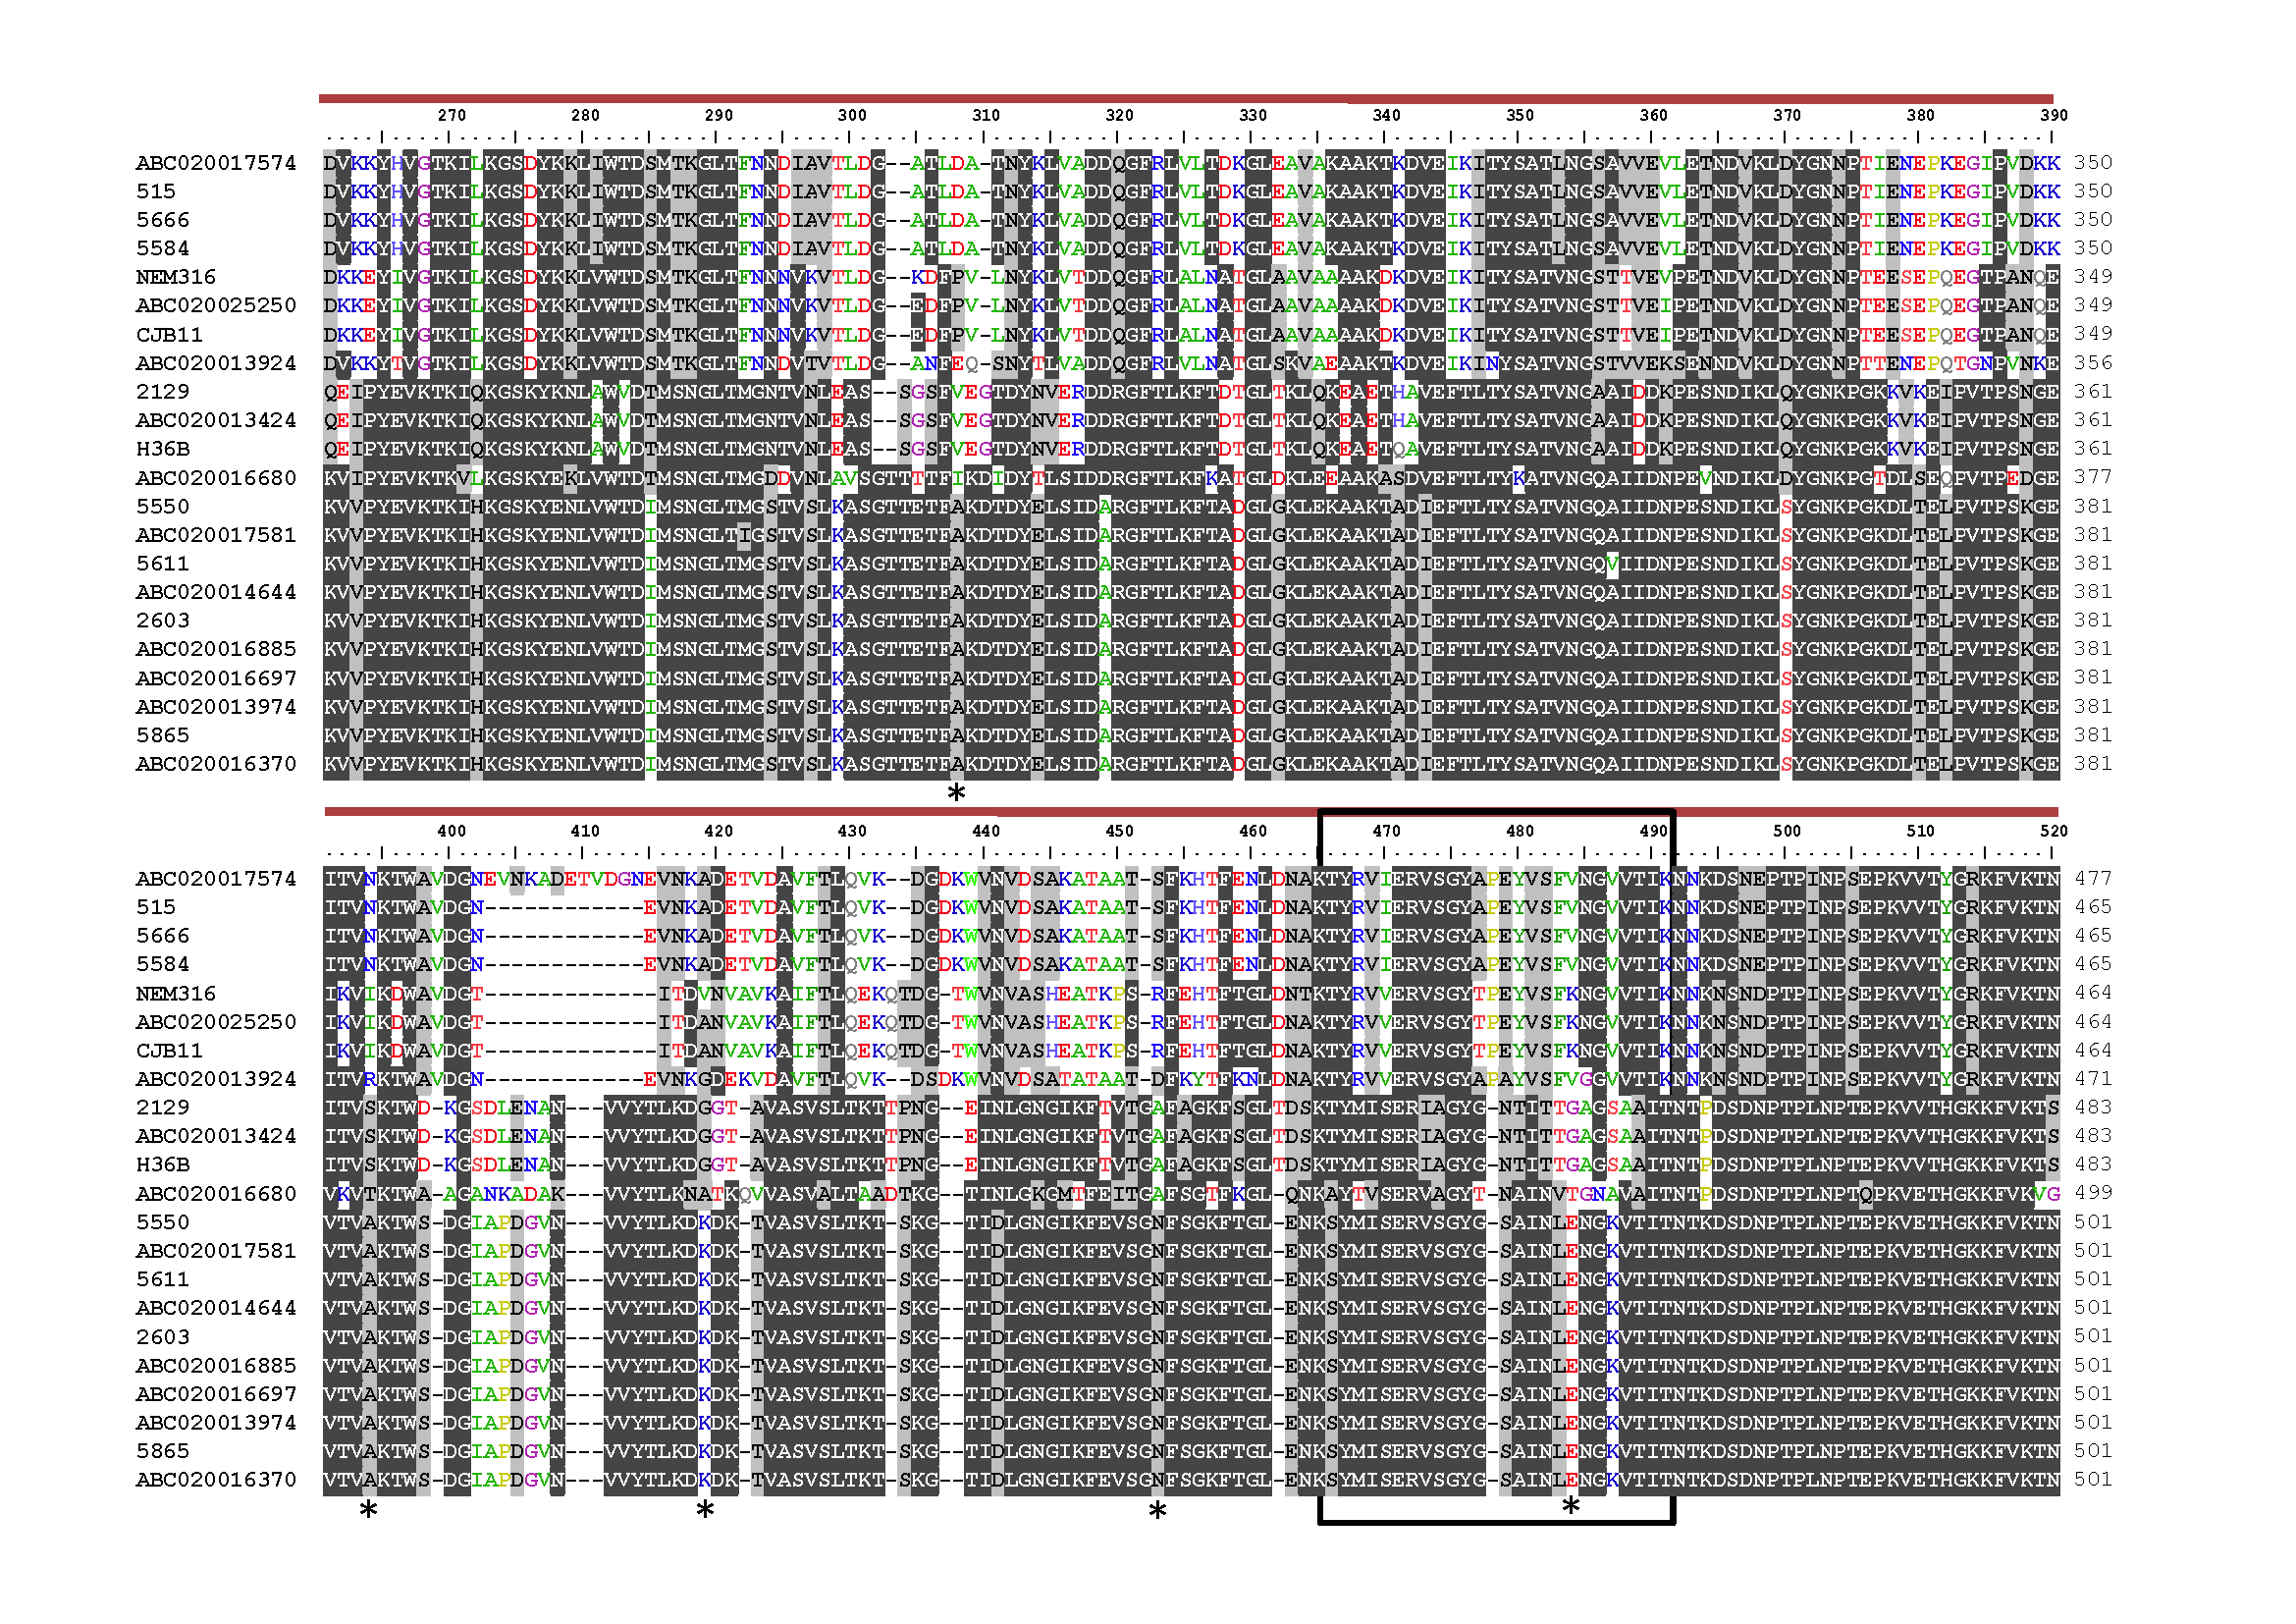 270 280 290 300 310 320 330 340 350 360 370 380 390
ABC020017574 DVKKYHVGTKILKGSDYKKLIWTDSMTKGLTFNNDIAVTLDG--ATLDA-TNYKLVADDQGFRLVLTDKGLEAVAKAAKTKDVEIKITYSATLNGSAVVEVLETNDVKLDYGNNPTIENEPKEGIPVDKK 350
515 DVKKYHVGTKILKGSDYKKLIWTDSMTKGLTFNNDIAVTLDG--ATLDA-TNYKLVADDQGFRLVLTDKGLEAVAKAAKTKDVEIKITYSATLNGSAVVEVLETNDVKLDYGNNPTIENEPKEGIPVDKK 350
5666 DVKKYHVGTKILKGSDYKKLIWTDSMTKGLTFNNDIAVTLDG--ATLDA-TNYKLVADDQGFRLVLTDKGLEAVAKAAKTKDVEIKITYSATLNGSAVVEVLETNDVKLDYGNNPTIENEPKEGIPVDKK 350
5584 DVKKYHVGTKILKGSDYKKLIWTDSMTKGLTFNNDIAVTLDG--ATLDA-TNYKLVADDQGFRLVLTDKGLEAVAKAAKTKDVEIKITYSATLNGSAVVEVLETNDVKLDYGNNPTIENEPKEGIPVDKK 350
NEM316 DKKEYIVGTKILKGSDYKKLVWTDSMTKGLTFNNNVKVTLDG--KDFPV-LNYKLVTDDQGFRLALNATGLAAVAAAAKDKDVEIKITYSATVNGSTTVEVPETNDVKLDYGNNPTEESEPQEGTPANQE 349
ABC020025250 DKKEYIVGTKILKGSDYKKLVWTDSMTKGLTFNNNVKVTLDG--EDFPV-LNYKLVTDDQGFRLALNATGLAAVAAAAKDKDVEIKITYSATVNGSTTVEIPETNDVKLDYGNNPTEESEPQEGTPANQE 349
CJB11 DKKEYIVGTKILKGSDYKKLVWTDSMTKGLTFNNNVKVTLDG--EDFPV-LNYKLVTDDQGFRLALNATGLAAVAAAAKDKDVEIKITYSATVNGSTTVEIPETNDVKLDYGNNPTEESEPQEGTPANQE 349
ABC020013924 DVKKYTVGTKILKGSDYKKLVWTDSMTKGLTFNNDVTVTLDG--ANFEQ-SNYTLVADDQGFRLVLNATGLSKVAEAAKTKDVEIKINYSATVNGSTVVEKSENNDVKLDYGNNPTTENEPQTGNPVNKE 356
2129 QEIPYEVKTKIQKGSKYKNLAWVDTMSNGLTMGNTVNLEAS--SGSFVEGTDYNVERDDRGFTLKFTDTGLTKLQKEAETHAVEFTLTYSATVNGAAIDDKPESNDIKLQYGNKPGKKVKEIPVTPSNGE 361
ABC020013424 QEIPYEVKTKIQKGSKYKNLAWVDTMSNGLTMGNTVNLEAS--SGSFVEGTDYNVERDDRGFTLKFTDTGLTKLQKEAETHAVEFTLTYSATVNGAAIDDKPESNDIKLQYGNKPGKKVKEIPVTPSNGE 361
H36B QEIPYEVKTKIQKGSKYKNLAWVDTMSNGLTMGNTVNLEAS--SGSFVEGTDYNVERDDRGFTLKFTDTGLTKLQKEAETQAVEFTLTYSATVNGAAIDDKPESNDIKLQYGNKPGKKVKEIPVTPSNGE 361
ABC020016680 KVIPYEVKTKVLKGSKYEKLVWTDTMSNGLTMGDDVNLAVSGTTTTFIKDIDYTLSIDDRGFTLKFKATGLDKLEEAAKASDVEFTLTYKATVNGQAIIDNPEVNDIKLDYGNKPGTDLSEQPVTPEDGE 377
5550 KVVPYEVKTKIHKGSKYENLVWTDIMSNGLTMGSTVSLKASGTTETFAKDTDYELSIDARGFTLKFTADGLGKLEKAAKTADIEFTLTYSATVNGQAIIDNPESNDIKLSYGNKPGKDLTELPVTPSKGE 381
ABC020017581 KVVPYEVKTKIHKGSKYENLVWTDIMSNGLTIGSTVSLKASGTTETFAKDTDYELSIDARGFTLKFTADGLGKLEKAAKTADIEFTLTYSATVNGQAIIDNPESNDIKLSYGNKPGKDLTELPVTPSKGE 381
5611 KVVPYEVKTKIHKGSKYENLVWTDIMSNGLTMGSTVSLKASGTTETFAKDTDYELSIDARGFTLKFTADGLGKLEKAAKTADIEFTLTYSATVNGQVIIDNPESNDIKLSYGNKPGKDLTELPVTPSKGE 381
ABC020014644 KVVPYEVKTKIHKGSKYENLVWTDIMSNGLTMGSTVSLKASGTTETFAKDTDYELSIDARGFTLKFTADGLGKLEKAAKTADIEFTLTYSATVNGQAIIDNPESNDIKLSYGNKPGKDLTELPVTPSKGE 381
2603 KVVPYEVKTKIHKGSKYENLVWTDIMSNGLTMGSTVSLKASGTTETFAKDTDYELSIDARGFTLKFTADGLGKLEKAAKTADIEFTLTYSATVNGQAIIDNPESNDIKLSYGNKPGKDLTELPVTPSKGE 381
ABC020016885 KVVPYEVKTKIHKGSKYENLVWTDIMSNGLTMGSTVSLKASGTTETFAKDTDYELSIDARGFTLKFTADGLGKLEKAAKTADIEFTLTYSATVNGQAIIDNPESNDIKLSYGNKPGKDLTELPVTPSKGE 381
ABC020016697 KVVPYEVKTKIHKGSKYENLVWTDIMSNGLTMGSTVSLKASGTTETFAKDTDYELSIDARGFTLKFTADGLGKLEKAAKTADIEFTLTYSATVNGQAIIDNPESNDIKLSYGNKPGKDLTELPVTPSKGE 381
ABC020013974 KVVPYEVKTKIHKGSKYENLVWTDIMSNGLTMGSTVSLKASGTTETFAKDTDYELSIDARGFTLKFTADGLGKLEKAAKTADIEFTLTYSATVNGQAIIDNPESNDIKLSYGNKPGKDLTELPVTPSKGE 381
5865 KVVPYEVKTKIHKGSKYENLVWTDIMSNGLTMGSTVSLKASGTTETFAKDTDYELSIDARGFTLKFTADGLGKLEKAAKTADIEFTLTYSATVNGQAIIDNPESNDIKLSYGNKPGKDLTELPVTPSKGE 381
ABC020016370 KVVPYEVKTKIHKGSKYENLVWTDIMSNGLTMGSTVSLKASGTTETFAKDTDYELSIDARGFTLKFTADGLGKLEKAAKTADIEFTLTYSATVNGQAIIDNPESNDIKLSYGNKPGKDLTELPVTPSKGE 381
*
400 410 420 430 440 450 460 470 480 490 500 510 520
ABC020017574 ITVNKTWAVDGNEVNKADETVDGNEVNKADETVDAVFTLQVK--DGDKWVNVDSAKATAAT-SFKHTFENLDNAKTYRVIERVSGYAPEYVSFVNGVVTIKNNKDSNEPTPINPSEPKVVTYGRKFVKTN 477
515 ITVNKTWAVDGN------------EVNKADETVDAVFTLQVK--DGDKWVNVDSAKATAAT-SFKHTFENLDNAKTYRVIERVSGYAPEYVSFVNGVVTIKNNKDSNEPTPINPSEPKVVTYGRKFVKTN 465
5666 ITVNKTWAVDGN------------EVNKADETVDAVFTLQVK--DGDKWVNVDSAKATAAT-SFKHTFENLDNAKTYRVIERVSGYAPEYVSFVNGVVTIKNNKDSNEPTPINPSEPKVVTYGRKFVKTN 465
5584 ITVNKTWAVDGN------------EVNKADETVDAVFTLQVK--DGDKWVNVDSAKATAAT-SFKHTFENLDNAKTYRVIERVSGYAPEYVSFVNGVVTIKNNKDSNEPTPINPSEPKVVTYGRKFVKTN 465
NEM316 IKVIKDWAVDGT-------------ITDVNVAVKAIFTLQEKQTDG-TWVNVASHEATKPS-RFEHTFTGLDNTKTYRVVERVSGYTPEYVSFKNGVVTIKNNKNSNDPTPINPSEPKVVTYGRKFVKTN 464
ABC020025250 IKVIKDWAVDGT-------------ITDANVAVKAIFTLQEKQTDG-TWVNVASHEATKPS-RFEHTFTGLDNAKTYRVVERVSGYTPEYVSFKNGVVTIKNNKNSNDPTPINPSEPKVVTYGRKFVKTN 464
CJB11 IKVIKDWAVDGT-------------ITDANVAVKAIFTLQEKQTDG-TWVNVASHEATKPS-RFEHTFTGLDNAKTYRVVERVSGYTPEYVSFKNGVVTIKNNKNSNDPTPINPSEPKVVTYGRKFVKTN 464
ABC020013924 ITVRKTWAVDGN------------EVNKGDEKVDAVFTLQVK--DSDKWVNVDSATATAAT-DFKYTFKNLDNAKTYRVVERVSGYAPAYVSFVGGVVTIKNNKNSNDPTPINPSEPKVVTYGRKFVKTN 471
2129 ITVSKTWD-KGSDLENAN---VVYTLKDGGT-AVASVSLTKTTPNG--EINLGNGIKFTVTGAFAGKFSGLTDSKTYMISERIAGYG-NTITTGAGSAAITNTPDSDNPTPLNPTEPKVVTHGKKFVKTS 483
ABC020013424 ITVSKTWD-KGSDLENAN---VVYTLKDGGT-AVASVSLTKTTPNG--EINLGNGIKFTVTGAFAGKFSGLTDSKTYMISERIAGYG-NTITTGAGSAAITNTPDSDNPTPLNPTEPKVVTHGKKFVKTS 483
H36B ITVSKTWD-KGSDLENAN---VVYTLKDGGT-AVASVSLTKTTPNG--EINLGNGIKFTVTGAFAGKFSGLTDSKTYMISERIAGYG-NTITTGAGSAAITNTPDSDNPTPLNPTEPKVVTHGKKFVKTS 483
ABC020016680 VKVTKTWA-AGANKADAK---VVYTLKNATKQVVASVALTAADTKG--TINLGKGMTFEITGAFSGTFKGL-QNKAYTVSERVAGYT-NAINVTGNAVAITNTPDSDNPTPLNPTQPKVETHGKKFVKVG 499
5550 VTVAKTWS-DGIAPDGVN---VVYTLKDKDK-TVASVSLTKT-SKG--TIDLGNGIKFEVSGNFSGKFTGL-ENKSYMISERVSGYG-SAINLENGKVTITNTKDSDNPTPLNPTEPKVETHGKKFVKTN 501
ABC020017581 VTVAKTWS-DGIAPDGVN---VVYTLKDKDK-TVASVSLTKT-SKG--TIDLGNGIKFEVSGNFSGKFTGL-ENKSYMISERVSGYG-SAINLENGKVTITNTKDSDNPTPLNPTEPKVETHGKKFVKTN 501
5611 VTVAKTWS-DGIAPDGVN---VVYTLKDKDK-TVASVSLTKT-SKG--TIDLGNGIKFEVSGNFSGKFTGL-ENKSYMISERVSGYG-SAINLENGKVTITNTKDSDNPTPLNPTEPKVETHGKKFVKTN 501
ABC020014644 VTVAKTWS-DGIAPDGVN---VVYTLKDKDK-TVASVSLTKT-SKG--TIDLGNGIKFEVSGNFSGKFTGL-ENKSYMISERVSGYG-SAINLENGKVTITNTKDSDNPTPLNPTEPKVETHGKKFVKTN 501
2603 VTVAKTWS-DGIAPDGVN---VVYTLKDKDK-TVASVSLTKT-SKG--TIDLGNGIKFEVSGNFSGKFTGL-ENKSYMISERVSGYG-SAINLENGKVTITNTKDSDNPTPLNPTEPKVETHGKKFVKTN 501
ABC020016885 VTVAKTWS-DGIAPDGVN---VVYTLKDKDK-TVASVSLTKT-SKG--TIDLGNGIKFEVSGNFSGKFTGL-ENKSYMISERVSGYG-SAINLENGKVTITNTKDSDNPTPLNPTEPKVETHGKKFVKTN 501
ABC020016697 VTVAKTWS-DGIAPDGVN---VVYTLKDKDK-TVASVSLTKT-SKG--TIDLGNGIKFEVSGNFSGKFTGL-ENKSYMISERVSGYG-SAINLENGKVTITNTKDSDNPTPLNPTEPKVETHGKKFVKTN 501
ABC020013974 VTVAKTWS-DGIAPDGVN---VVYTLKDKDK-TVASVSLTKT-SKG--TIDLGNGIKFEVSGNFSGKFTGL-ENKSYMISERVSGYG-SAINLENGKVTITNTKDSDNPTPLNPTEPKVETHGKKFVKTN 501
5865 VTVAKTWS-DGIAPDGVN---VVYTLKDKDK-TVASVSLTKT-SKG--TIDLGNGIKFEVSGNFSGKFTGL-ENKSYMISERVSGYG-SAINLENGKVTITNTKDSDNPTPLNPTEPKVETHGKKFVKTN 501
ABC020016370 VTVAKTWS-DGIAPDGVN---VVYTLKDKDK-TVASVSLTKT-SKG--TIDLGNGIKFEVSGNFSGKFTGL-ENKSYMISERVSGYG-SAINLENGKVTITNTKDSDNPTPLNPTEPKVETHGKKFVKTN 501
* * * *